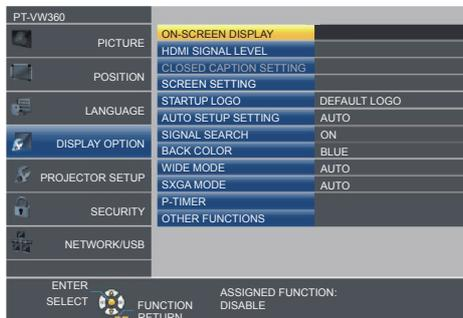 PT-VW360
PICTURE
POSITION
LANGUAGE
DISPLAY OPTION
PROJECTOR SETUP
SECURITY
NETWORK/USB
ON-SCREEN DISPLAY
HDMI SIGNAL LEVEL
CLOSED CAPTION SETTING
SCREEN SETTING
STARTUP LOGO DEFAULT LOGO
AUTO SETUP SETTING AUTO
SIGNAL SEARCH ON
BACK COLOR BLUE
WIDE MODE AUTO
SXGA MODE AUTO
P-TIMER
OTHER FUNCTIONS
ENTER
SELECT
FUNCTION
RETURN
ASSIGNED FUNCTION:
DISABLE